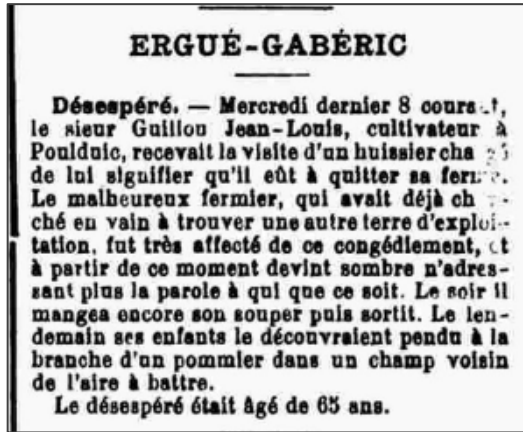 ERGUÉ-GABÉRIC
Désespéré. — Mercredi dernier 8 courant,
le sieur Guillou Jean-Louis, cultivateur à
Poulduic, recevait la visite d'un huissier
de lui signifier qu'il eût à quitter sa ferme.
Le malheureux fermier, qui avait déjà
ché en vain à trouver une autre terre d'exploi-
tation, fut très affecté de ce congédiement, et
à partir de ce moment devint sombre n'adres-
sant plus la parole à qui que ce soit. Le soir il
mangea encore son souper puis sortit. Le len-
demain ses enfants le découvraient pendu à la
branche d'un pommier dans un champ voisin
de l'aire à battre.
Le désespéré était âgé de 65 ans.